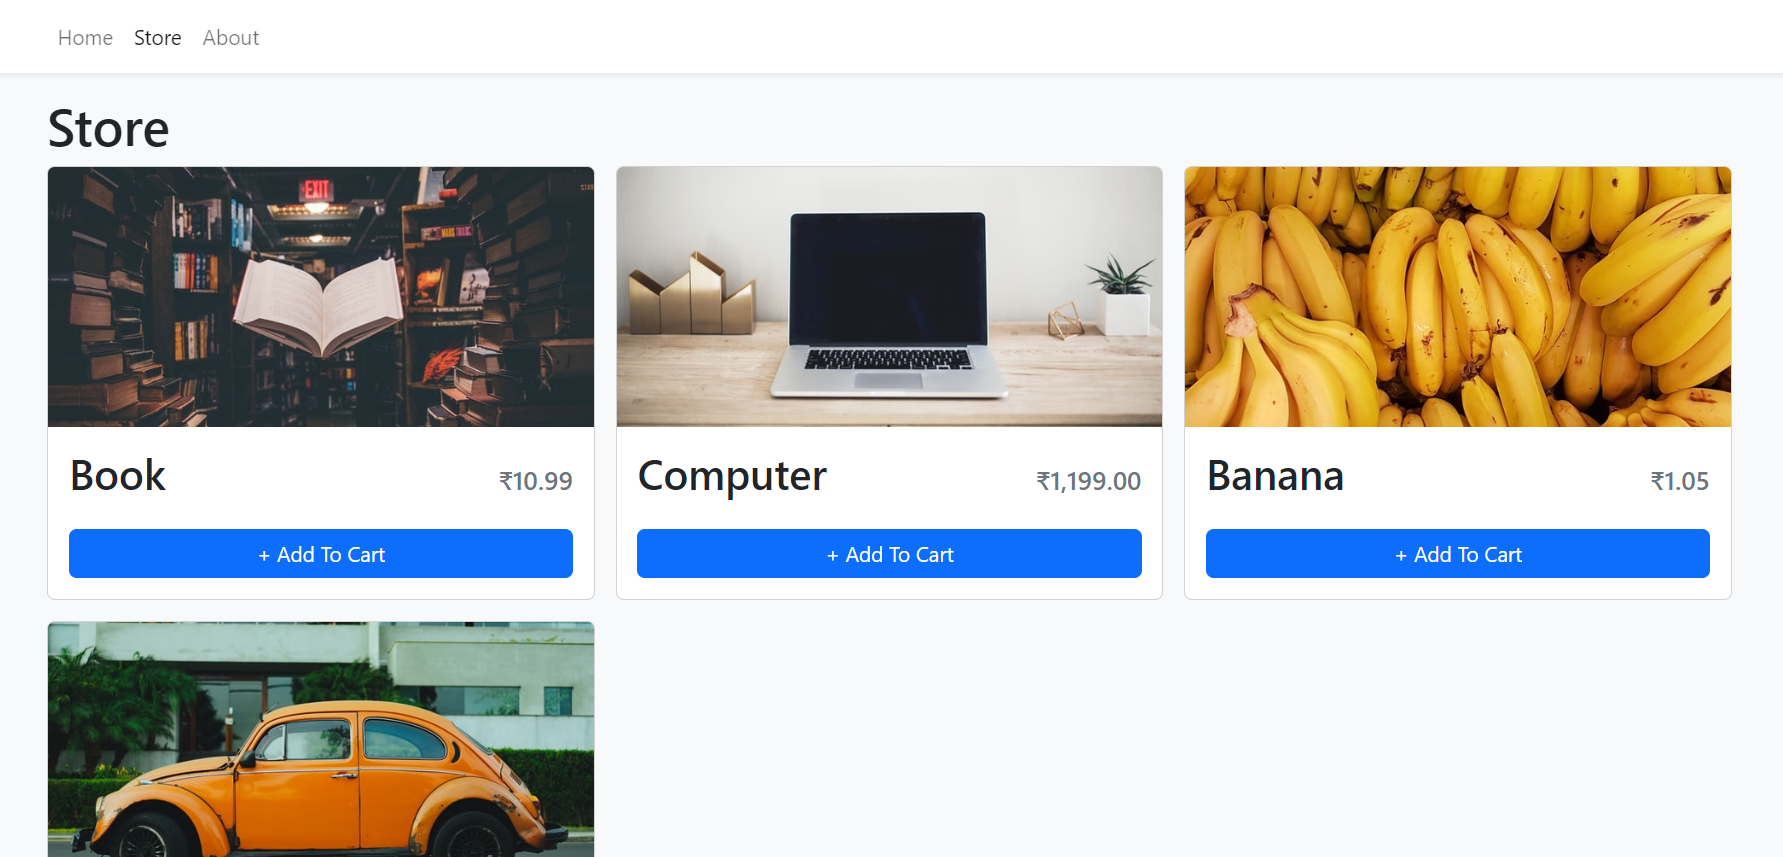 Home Store About
Store
EXIT
Book ₹10.99
+ Add To Cart
Computer ₹1,199.00
+ Add To Cart
Banana ₹1.05
+ Add To Cart